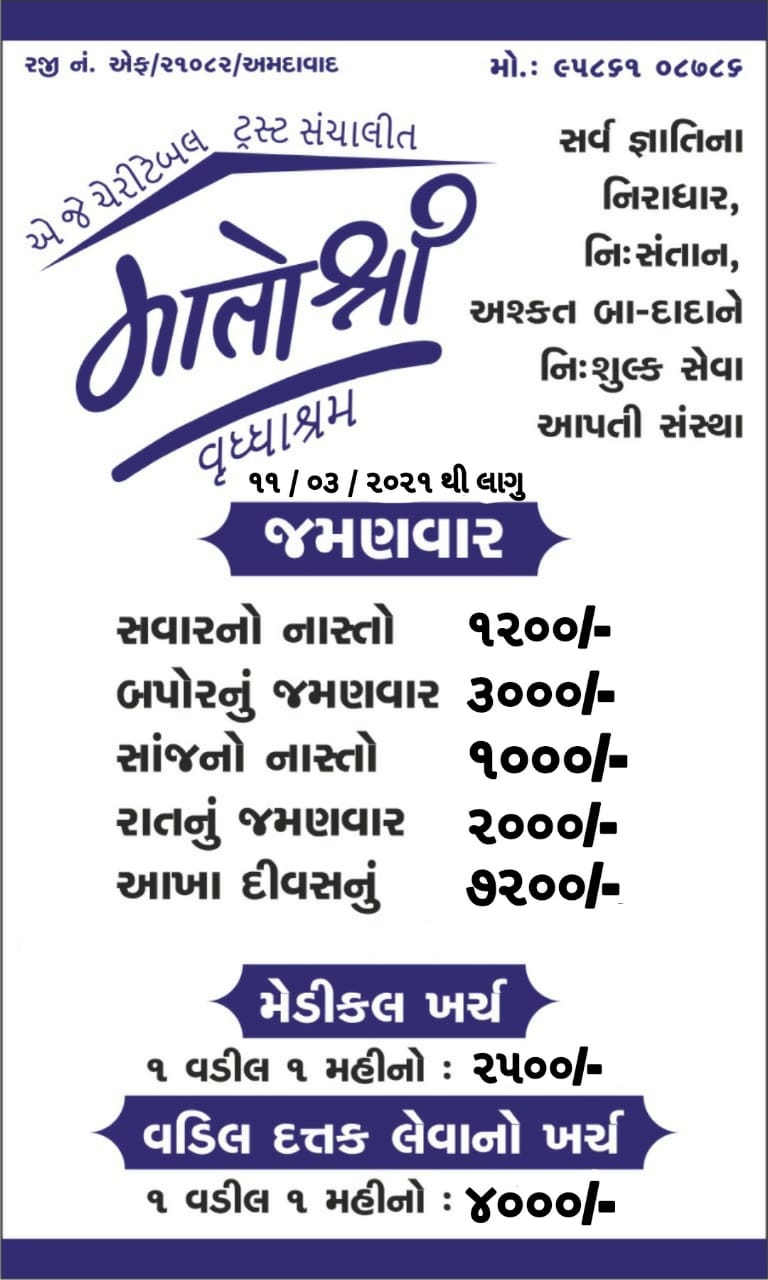 રજી નં. એફ/૨૧૦૮૨/અમદાવાદ
મો.: ૯૫૮૬૧ ૦૮૭૮૬
એ જે ચેરીટેબલ ટ્રસ્ટ સંચાલીત
માતોશ્રી
વૃધ્ધાશ્રમ
સર્વ જ્ઞાતિના
નિરાધાર,
નિઃસંતાન,
અશ્કત બા-દાદાને
નિઃશુલ્ક સેવા
આપતી સંસ્થા
૧૧ / ૦૩ / ૨૦૨૧ થી લાગુ
જમણવાર
સવારનો નાસ્તો ૧૨૦૦/-
બપોરનું જમણવાર ૩૦૦૦/-
સાંજનો નાસ્તો ૧૦૦૦/-
રાતનું જમણવાર ૨૦૦૦/-
આખા દીવસનું ૭૨૦૦/-
મેડીકલ ખર્ચ
૧ વડીલ ૧ મહીનો : ૨૫૦૦/-
વડિલ દત્તક લેવાનો ખર્ચ
૧ વડીલ ૧ મહીનો : ૪૦૦૦/-